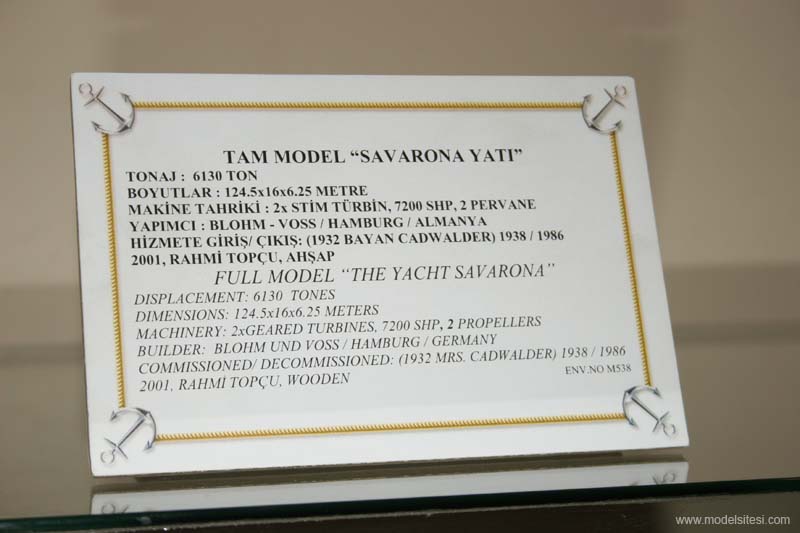 TAM MODEL “SAVARONA YATI”
TONAJ : 6130 TON
BOYUTLAR : 124.5x16x6.25 METRE
MAKİNE TAHRİKİ : 2x STİM TÜRBİN, 7200 SHP, 2 PERVANE
YAPIMCI : BLOHM - VOSS / HAMBURG / ALMANYA
HİZMETE GİRİŞ/ ÇIKIŞ: (1932 BAYAN CADWALDER) 1938 / 1986
2001, RAHMİ TOPÇU, AHŞAP
FULL MODEL “THE YACHT SAVARONA”
DISPLACEMENT: 6130 TONES
DIMENSIONS: 124.5x16x6.25 METERS
MACHINERY: 2xGEARED TURBINES, 7200 SHP, 2 PROPELLERS
BUILDER: BLOHM UND VOSS / HAMBURG / GERMANY
COMMISSIONED/ DECOMMISSIONED: (1932 MRS. CADWALDER) 1938 / 1986
2001, RAHMİ TOPÇU, WOODEN
ENV.NO M538
www.modelsitesi.com